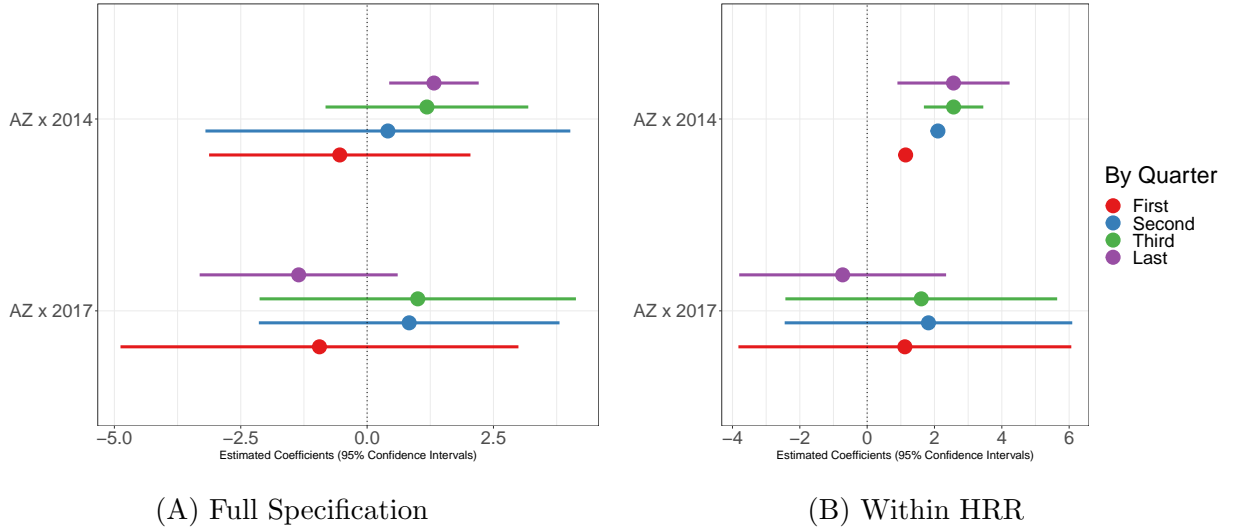 AZ x 2014
AZ x 2017
−5.0 −2.5 0.0 2.5
Estimated Coefficients (95% Confidence Intervals)
(A) Full Specification
AZ x 2014
AZ x 2017
−4 −2 0 2 4 6
Estimated Coefficients (95% Confidence Intervals)
(B) Within HRR
By Quarter
First
Second
Third
Last